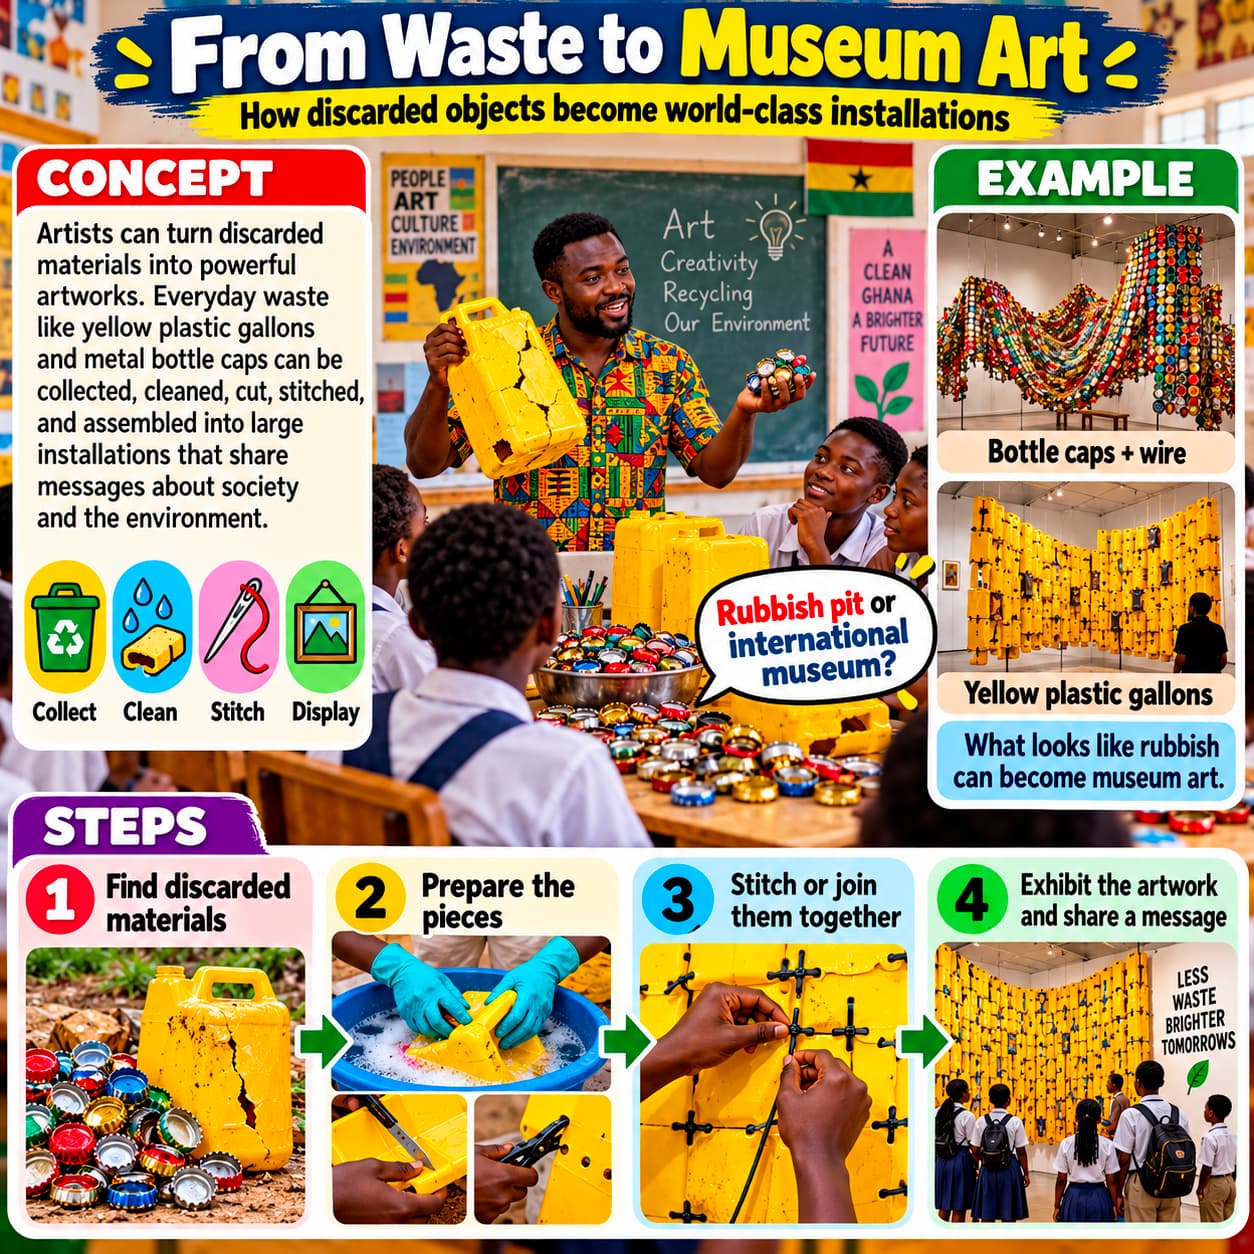 From Waste to Museum Art
How discarded objects become world-class installations
CONCEPT
Artists can turn discarded
materials into powerful
artworks. Everyday waste
like yellow plastic gallons
and metal bottle caps can be
collected, cleaned, cut, stitched,
and assembled into large
installations that share
messages about society
and the environment.
Collect
Clean
Stitch
Display
PEOPLE
ART
CULTURE
ENVIRONMENT
Art
Creativity
Recycling
Our Environment
A
CLEAN
GHANA
A BRIGHTER
FUTURE
Rubbish pit or
international
museum?
EXAMPLE
Bottle caps + wire
Yellow plastic gallons
What looks like rubbish
can become museum art.
STEPS
1
Find discarded
materials
2
Prepare the
pieces
3
Stitch or join
them together
4
Exhibit the artwork
and share a message
LESS
WASTE
BRIGHTER
TOMORROWS